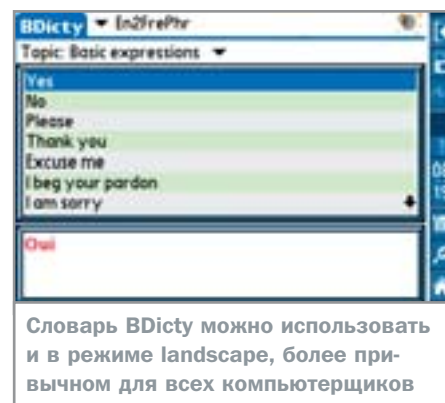 BDicty En2FrePhr
Topic: Basic expressions
Yes
No
Please
Thank you
Excuse me
I beg your pardon
I am sorry
Oui
Словарь BDicty можно использовать
и в режиме landscape, более при-
вычном для всех компьютерщиков